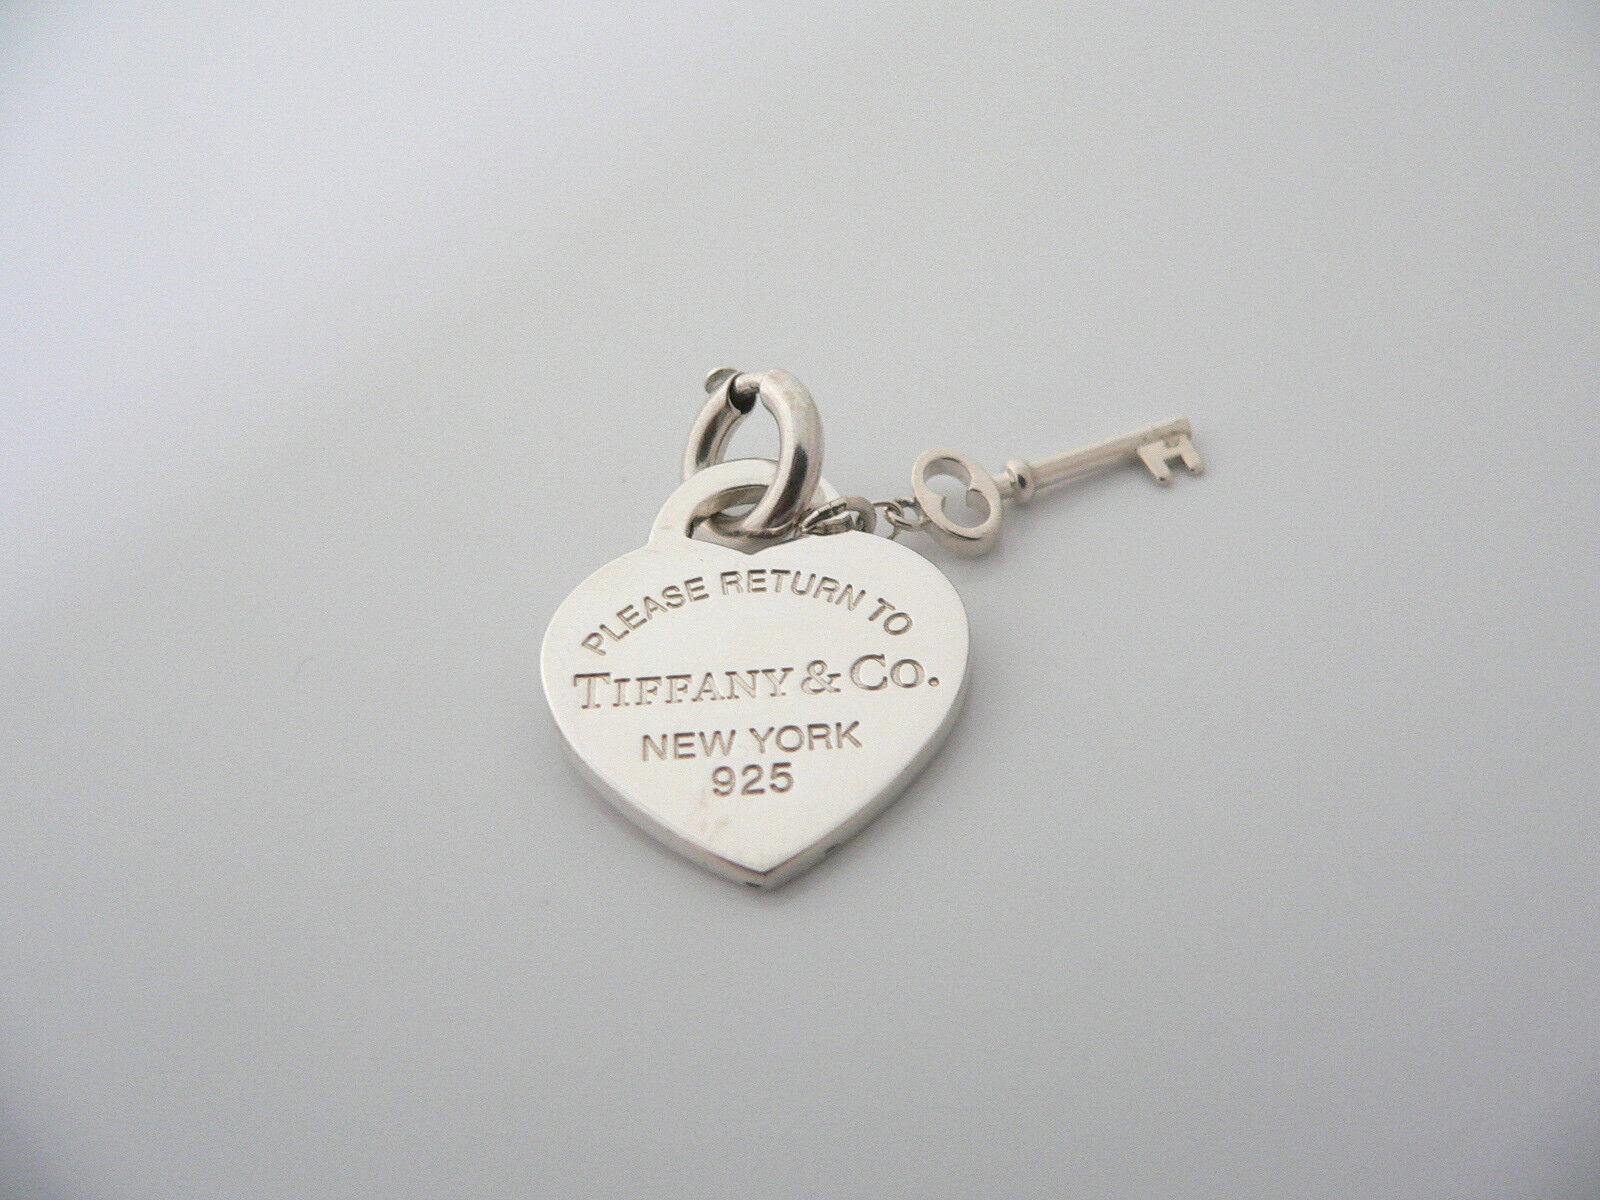 PLEASE RETURN TO
TIFFANY & CO.
NEW YORK
925